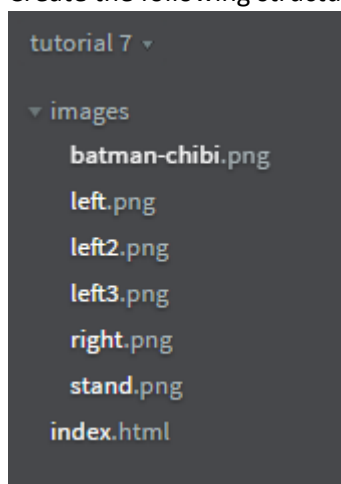 tutorial 7
images
batman-chibi.png
left.png
left2.png
left3.png
right.png
stand.png
index.html